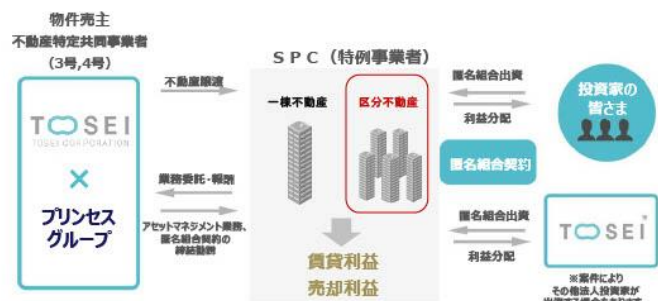 物件売主
不動産特定共同事業者
(3号,4号)
TOSEI
TOSEI CORPORATION
×
プリンセス
グループ
不動産譲渡
業務委託・報酬
アセットマネジメント業務、
匿名組合契約の
締結勧誘
SPC(特例事業者)
一棟不動産
区分不動産
賃貸利益
売却利益
匿名組合出資
利益分配
匿名組合契約
匿名組合出資
利益分配
投資家の
皆さま
TOSEI
※案件により
その他法人投資家が